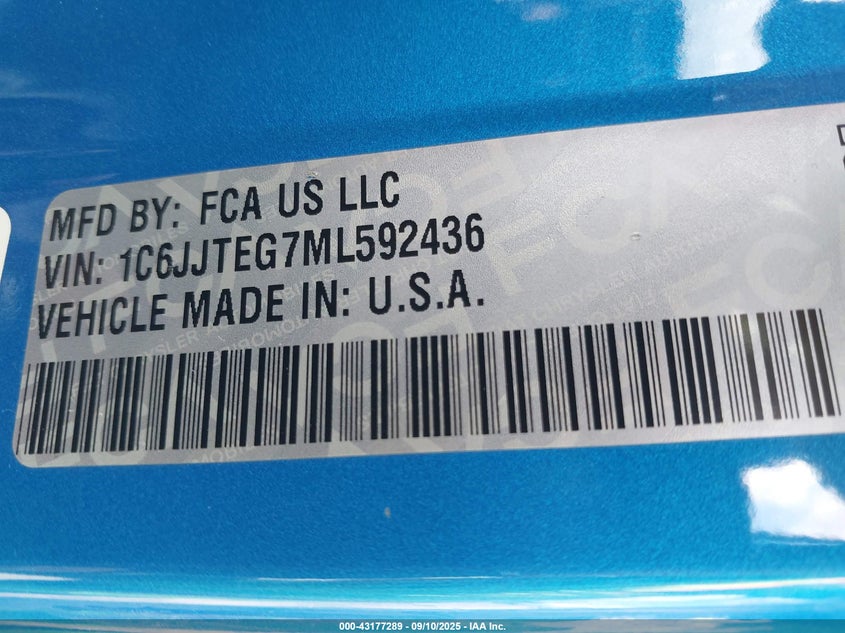 MFD BY: FCA US LLC
VIN: 1C6JJTEG7ML592436
VEHICLE MADE IN: U.S.A.
000-43177289 - 09/10/2025 - IAA Inc.